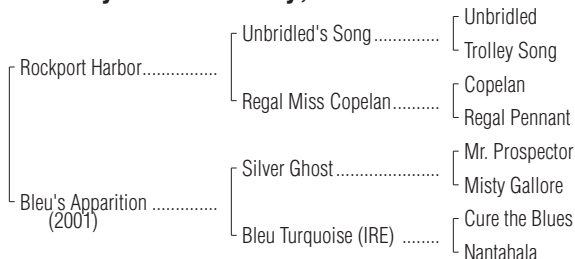 Unbridled
Unbridled's Song..............
Trolley Song
Rockport Harbor................
Copelan
Regal Miss Copelan..........
Regal Pennant
Mr. Prospector
Silver Ghost......................
Misty Gallore
Bleu's Apparition ..............
(2001)
Cure the Blues
Bleu Turquoise (IRE) ........
Nantahala